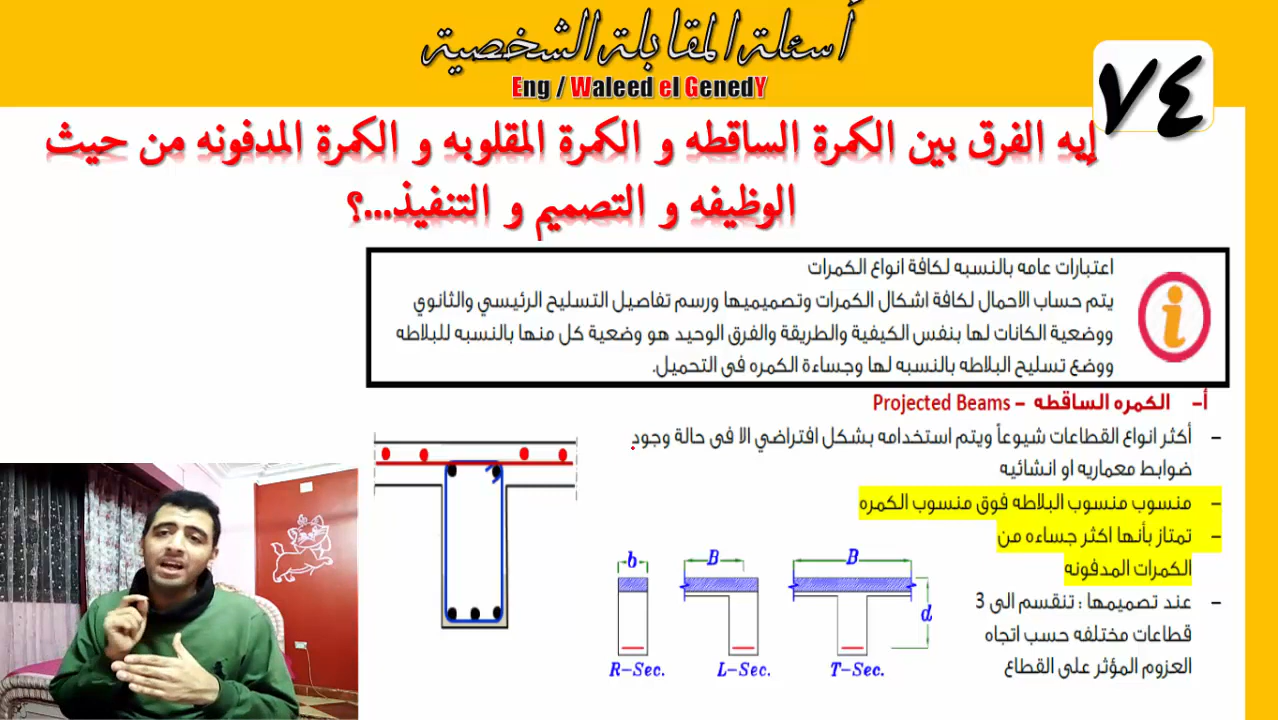 أسئلة المقابلة الشخصية
Eng / Waleed el GenedY
٧٤
إيه الفرق بين الكمرة الساقطه و الكمرة المقلوبه و الكمرة المدفونه من حيث
الوظيفه و التصميم و التنفيذ...؟
اعتبارات عامه بالنسبه لكافة انواع الكمرات
يتم حساب الاحمال لكافة اشكال الكمرات وتصميميها ورسم تفاصيل التسليح الرئيسي والثانوي
ووضعية الكانات لها بنفس الكيفية والطريقة والفرق الوحيد هو وضعية كل منها بالنسبه للبلاطه
ووضع تسليح البلاطه بالنسبه لها وجساءة الكمره فى التحميل.
أ- الكمره الساقطه – Projected Beams
- أكثر انواع القطاعات شيوعاً ويتم استخدامه بشكل افتراضي الا فى حالة وجود
ضوابط معماريه او انشائيه
- منسوب منسوب البلاطه فوق منسوب الكمره
- تمتاز بأنها اكثر جساءه من
الكمرات المدفونه
- عند تصميمها : تنقسم الى 3
قطاعات مختلفه حسب اتجاه
العزوم المؤثر على القطاع
b B B
d
R-Sec. L-Sec. T-Sec.